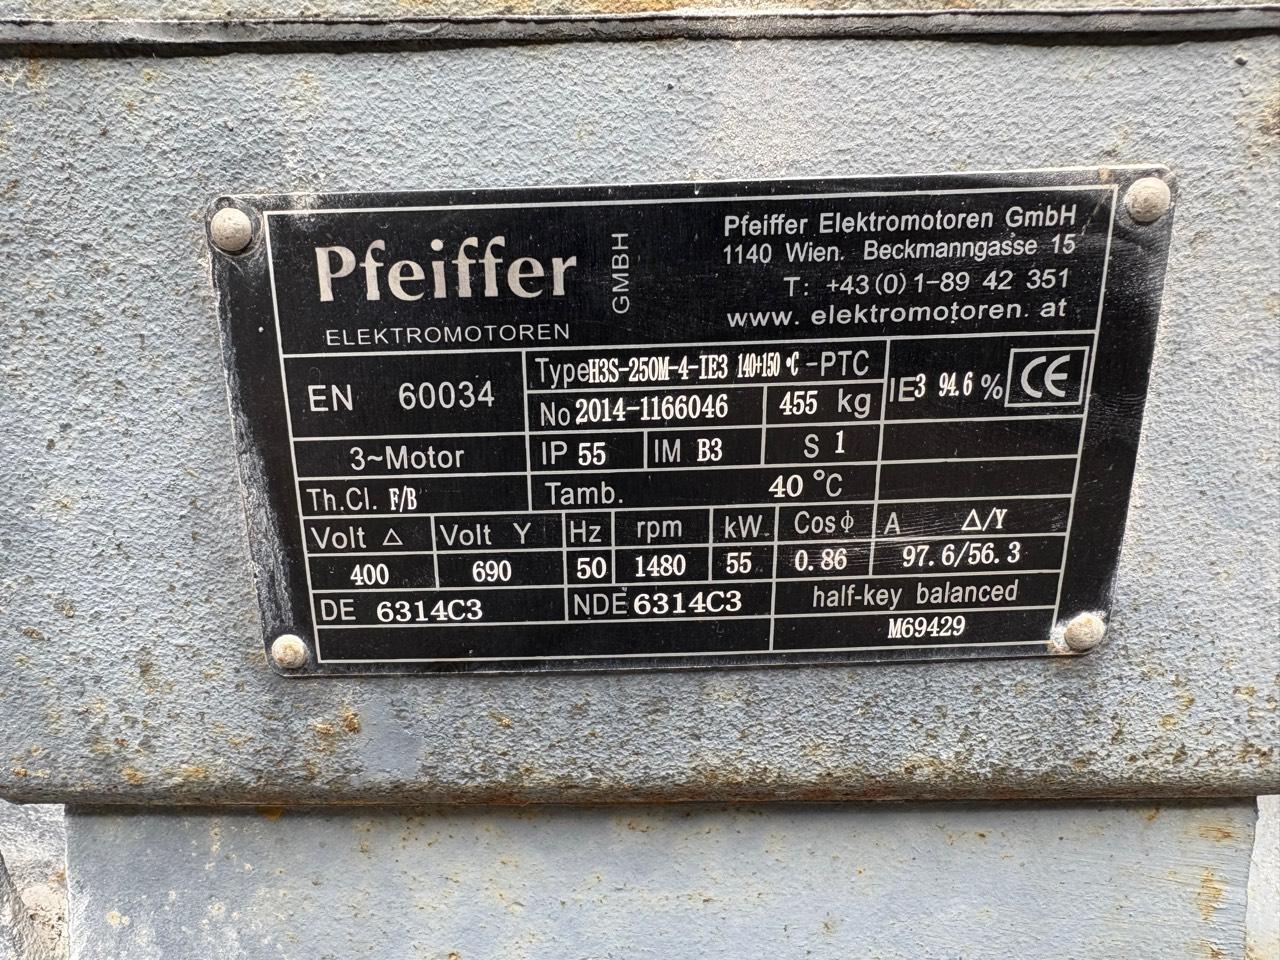 Pfeiffer GMBH
ELEKTROMOTOREN
Pfeiffer Elektromotoren GmbH
1140 Wien. Beckmanngasse 15
T: +43(0)1-89 42 351
www. elektromotoren. at
EN 60034
Type H3S-250M-4-IE3 140+150 °C -PTC
IE3 94.6 % CE
No 2014-1166046 455 kg
3~Motor IP 55 IM B3 S 1
Th.Cl. F/B Tamb. 40 °C
Volt Δ Volt Y Hz rpm kW Cos ϕ A Δ/Y
400 690 50 1480 55 0.86 97.6/56.3
DE 6314C3 NDE 6314C3 half-key balanced
M69429